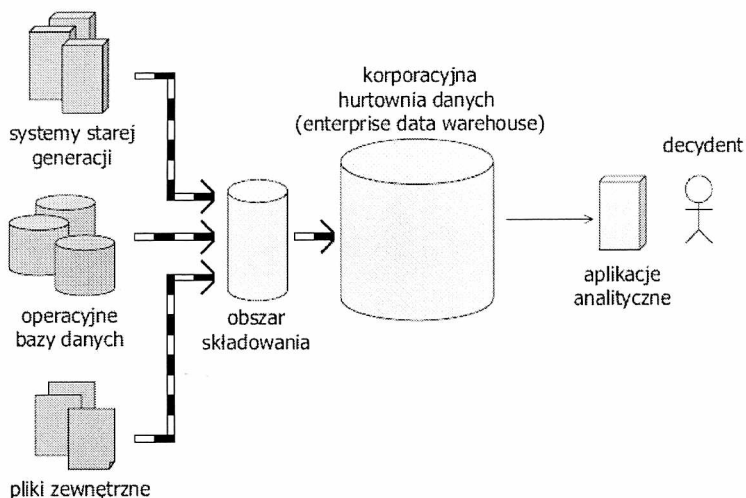 systemy starej
generacji
operacyjne
bazy danych
pliki zewnętrzne
obszar
składowania
korporacyjna
hurtownia danych
(enterprise data warehouse)
aplikacje
analityczne
decydent